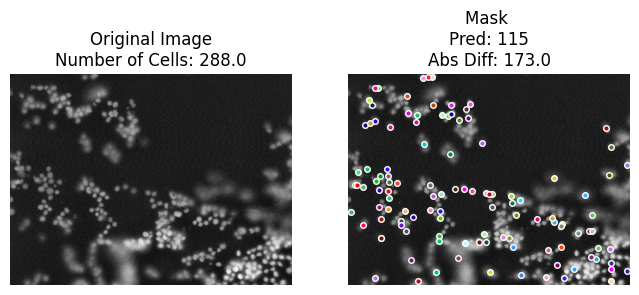 Original Image
Number of Cells: 288.0
Mask
Pred: 115
Abs Diff: 173.0